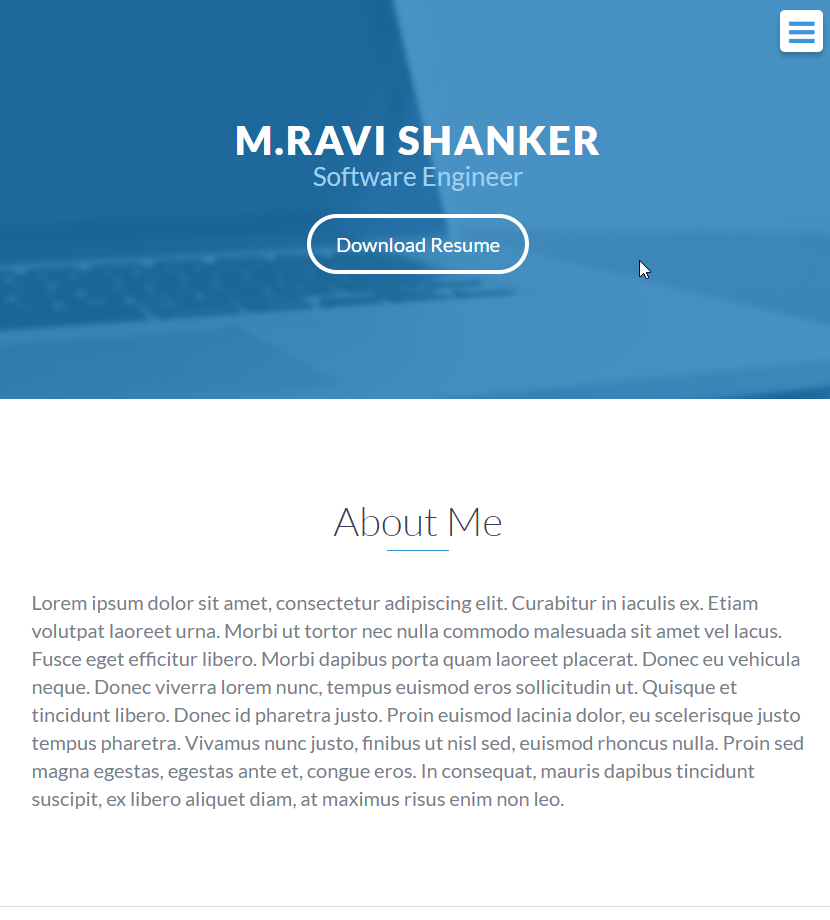 M.RAVI SHANKER
Software Engineer
Download Resume
About Me
Lorem ipsum dolor sit amet, consectetur adipiscing elit. Curabitur in iaculis ex. Etiam
volutpat laoreet urna. Morbi ut tortor nec nulla commodo malesuada sit amet vel lacus.
Fusce eget efficitur libero. Morbi dapibus porta quam laoreet placerat. Donec eu vehicula
neque. Donec viverra lorem nunc, tempus euismod eros sollicitudin ut. Quisque et
tincidunt libero. Donec id pharetra justo. Proin euismod lacinia dolor, eu scelerisque justo
tempus pharetra. Vivamus nunc justo, finibus ut nisl sed, euismod rhoncus nulla. Proin sed
magna egestas, egestas ante et, congue eros. In consequat, mauris dapibus tincidunt
suscipit, ex libero aliquet diam, at maximus risus enim non leo.